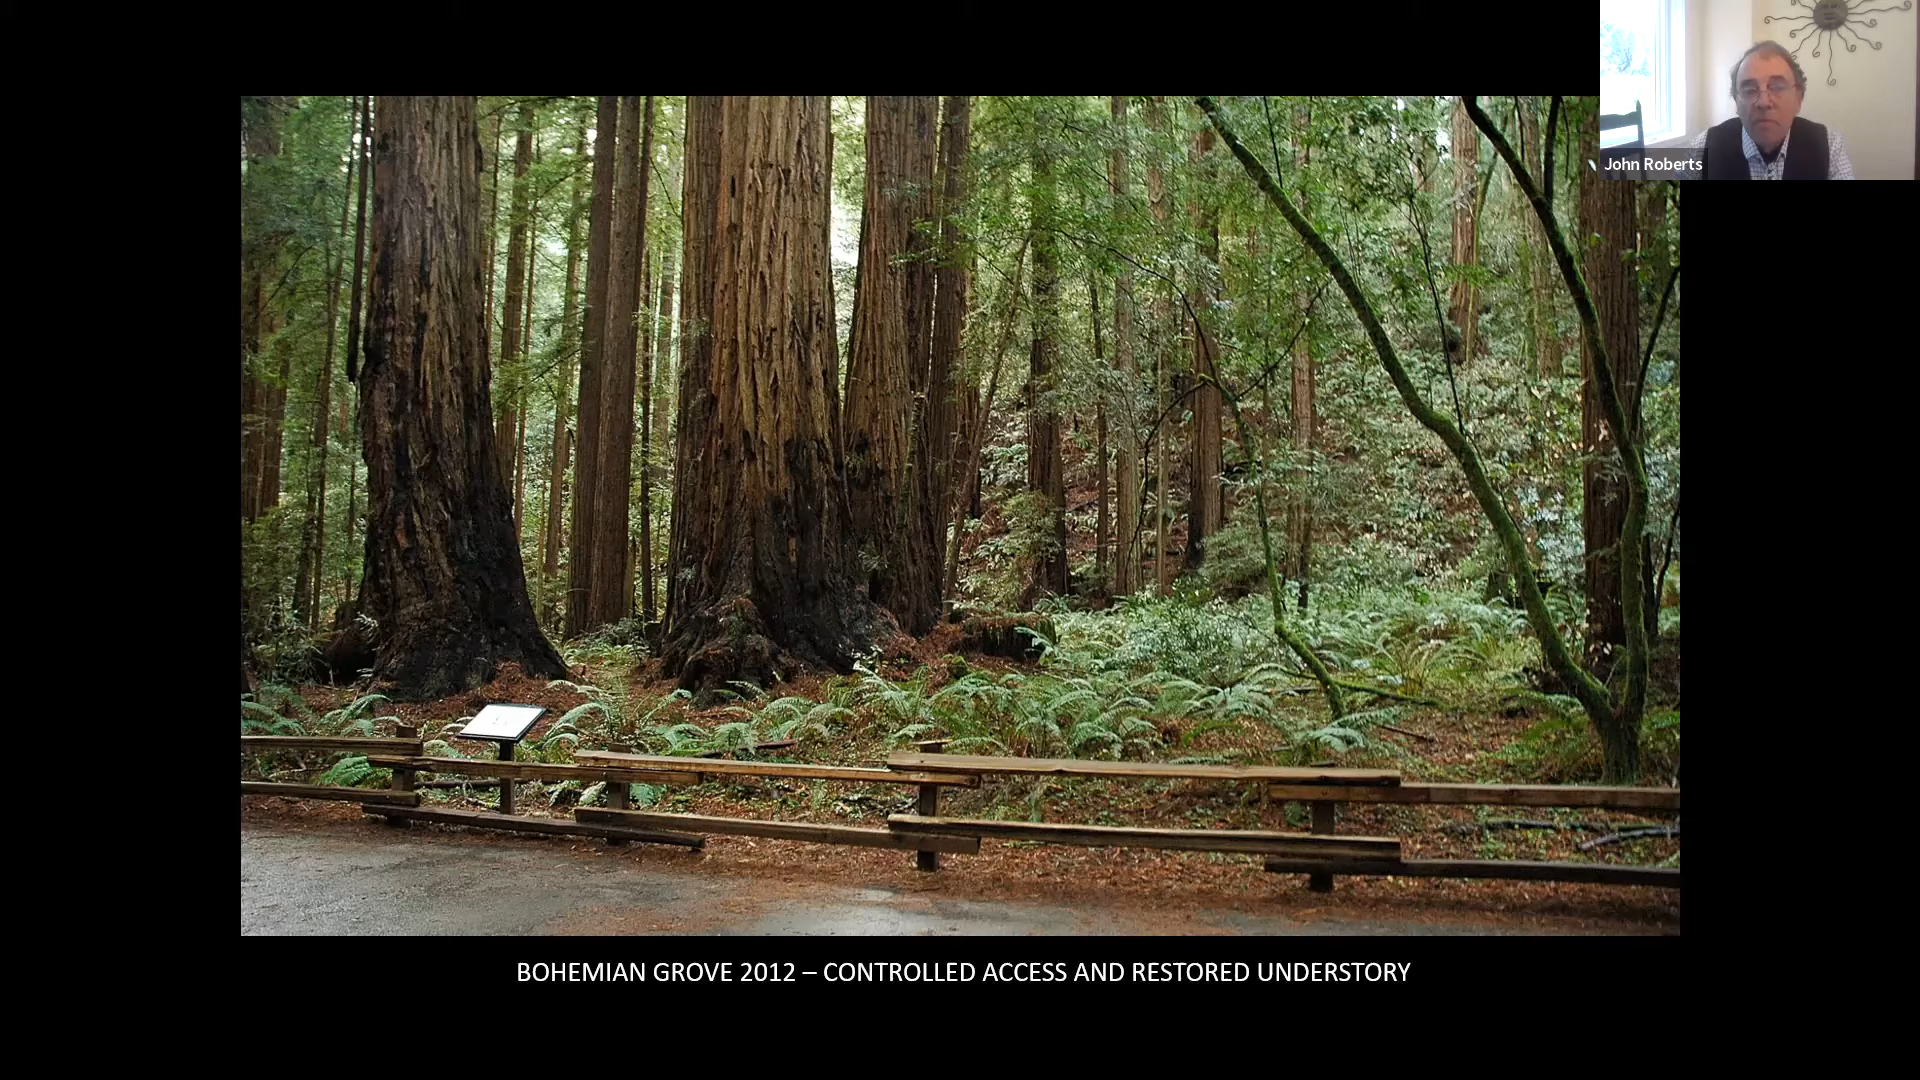 John Roberts
BOHEMIAN GROVE 2012 – CONTROLLED ACCESS AND RESTORED UNDERSTORY